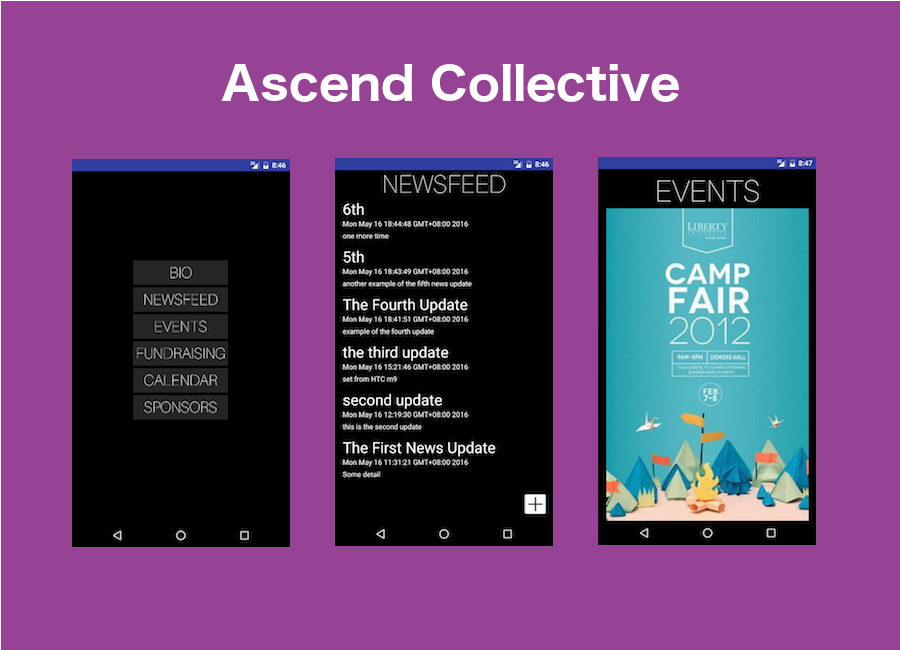 Ascend Collective
8:46
BIO
NEWSFEED
EVENTS
FUNDRAISING
CALENDAR
SPONSORS
8:46
NEWSFEED
6th
Mon May 16 18:44:48 GMT+08:00 2016
one more time
5th
Mon May 16 18:43:49 GMT+08:00 2016
another example of the fifth news update
The Fourth Update
Mon May 16 18:41:51 GMT+08:00 2016
example of the fourth update
the third update
Mon May 16 15:21:46 GMT+08:00 2016
set from HTC m9
second update
Mon May 16 12:19:30 GMT+08:00 2016
this is the second update
The First News Update
Mon May 16 11:31:21 GMT+08:00 2016
Some detail
8:47
EVENTS
LIBERTY
CAMP
FAIR
2012
9AM-5PM DEMOSS HALL
FEB.
7-8